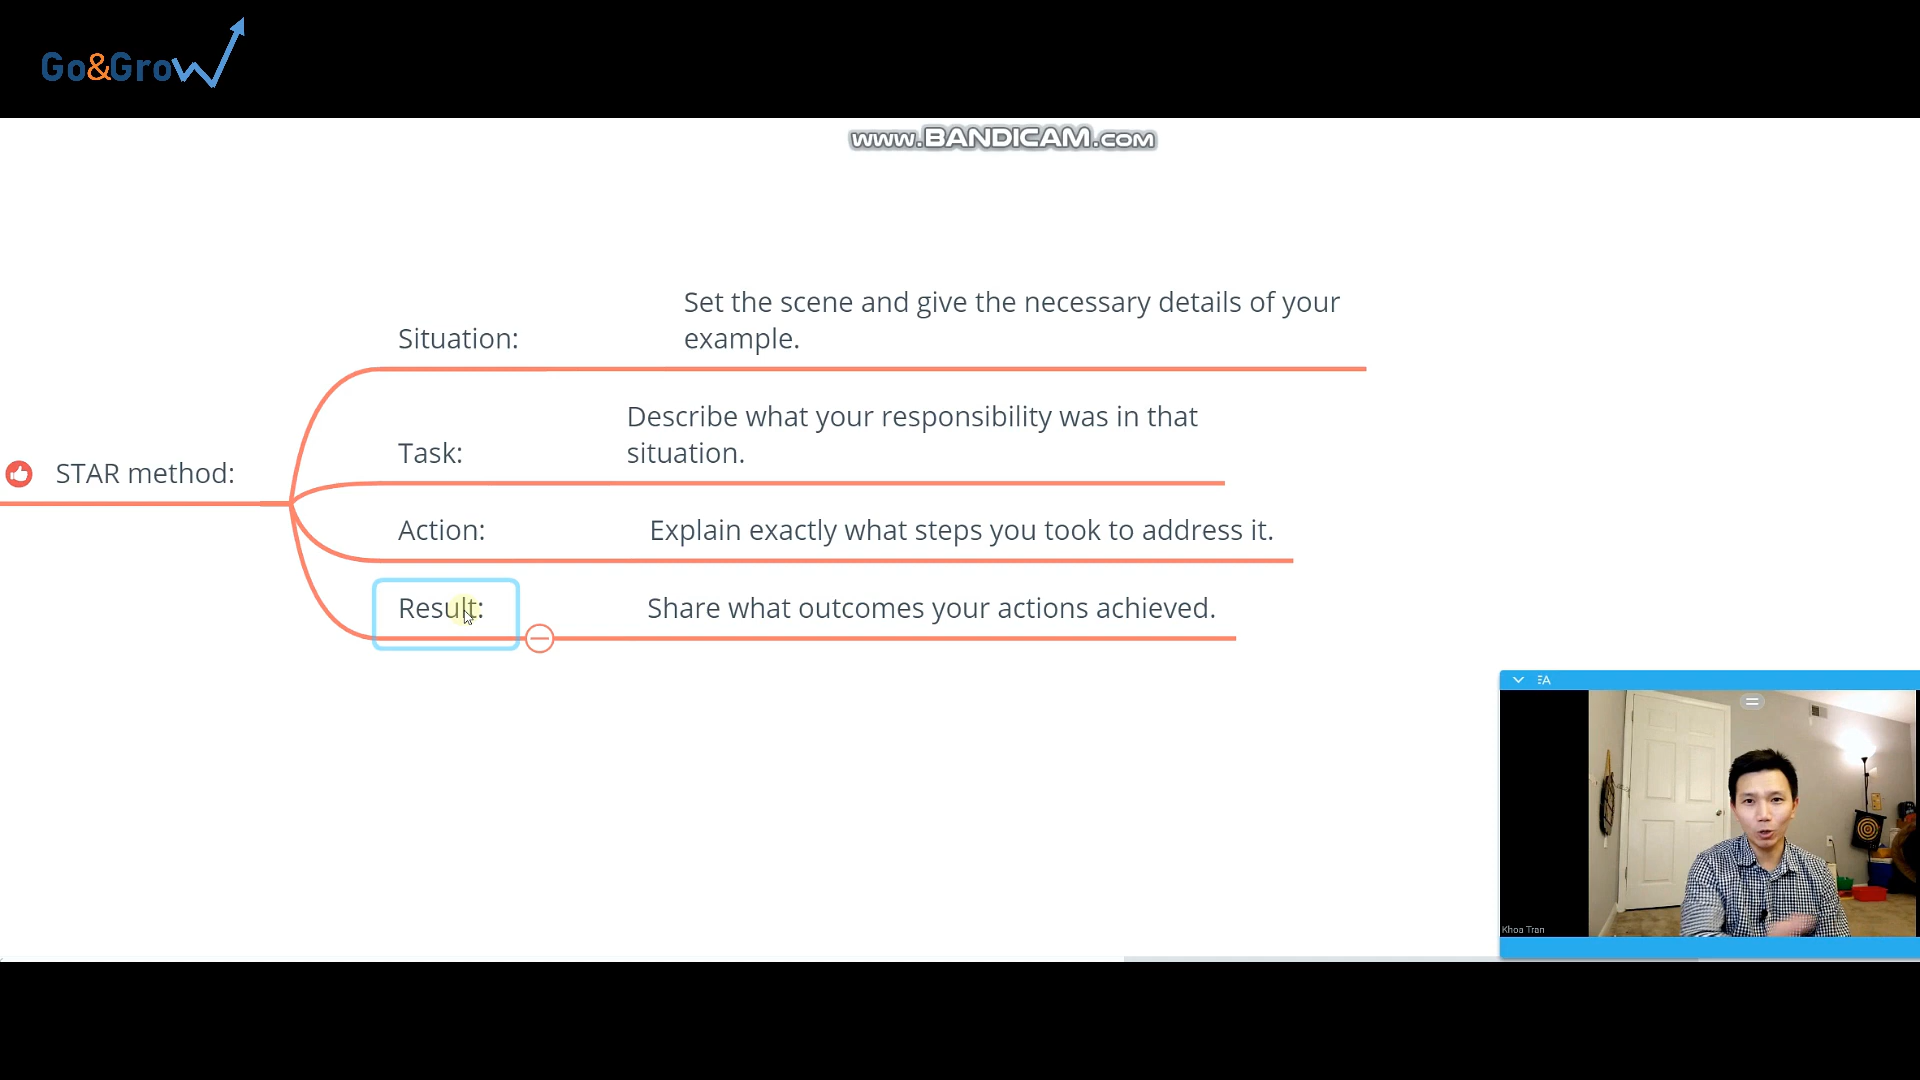 Go&Grow
www.BANDICAM.com
Set the scene and give the necessary details of your
Situation:
example.
Describe what your responsibility was in that
Task:
situation.
STAR method:
Action:
Explain exactly what steps you took to address it.
Result:
Share what outcomes your actions achieved.
Khoa Tran